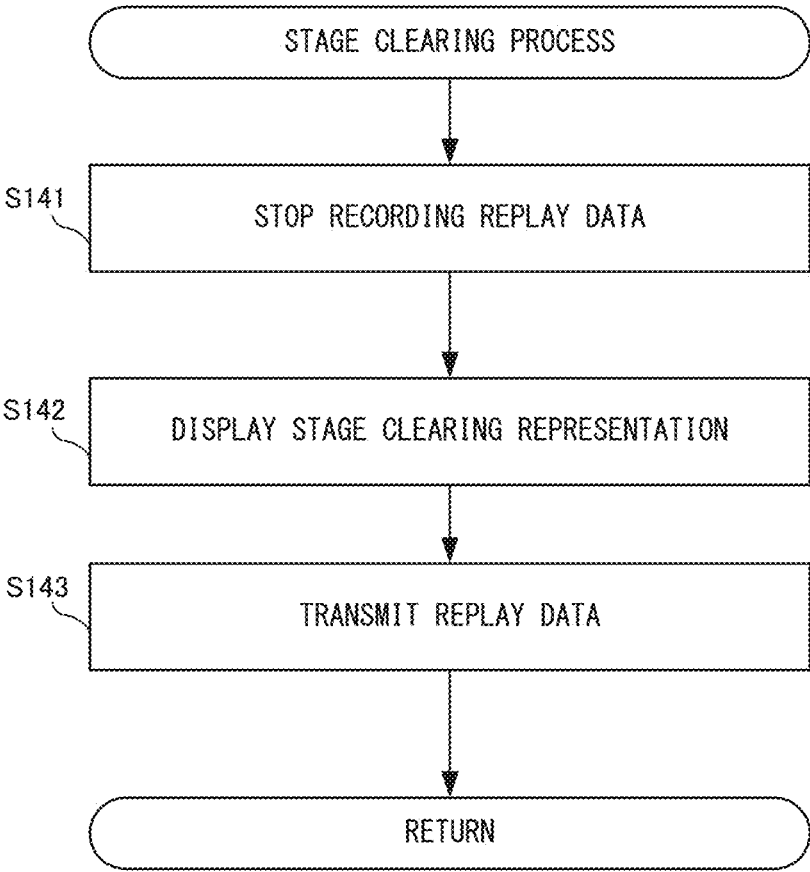 STAGE CLEARING PROCESS
S141
STOP RECORDING REPLAY DATA
S142
DISPLAY STAGE CLEARING REPRESENTATION
S143
TRANSMIT REPLAY DATA
RETURN